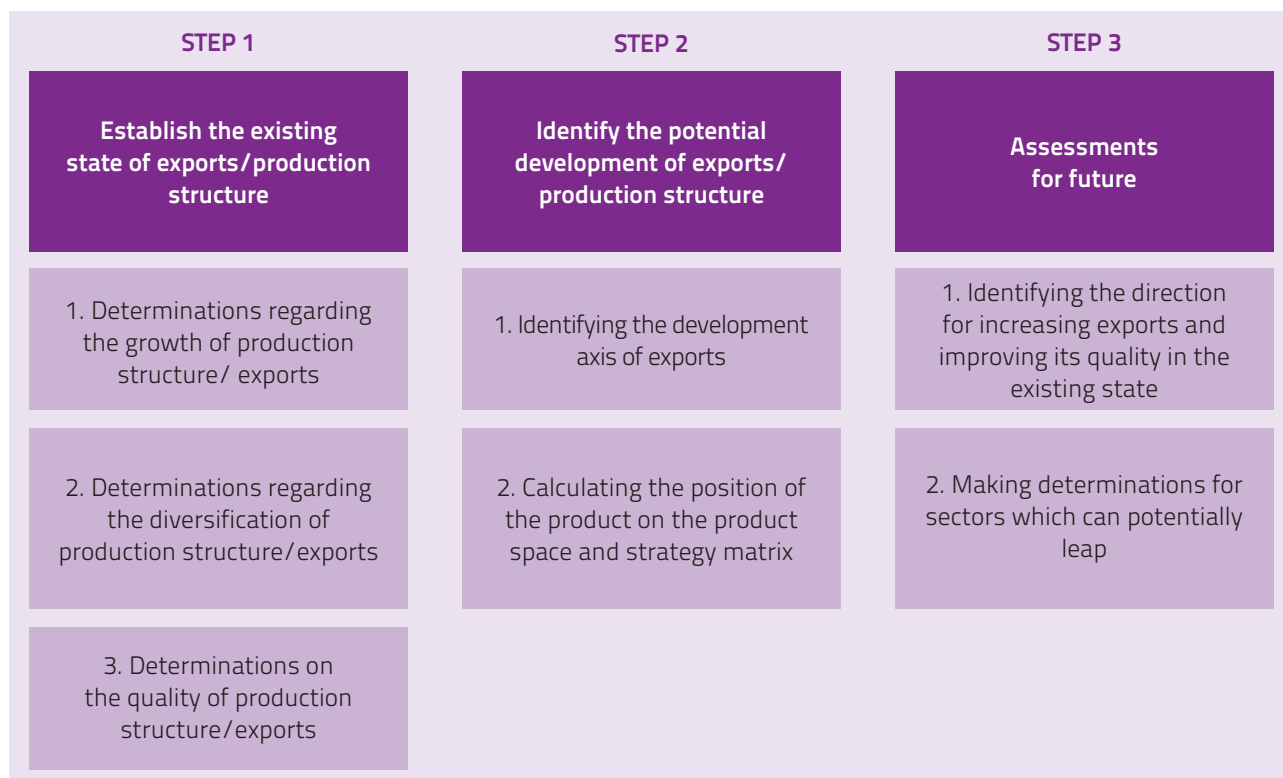 STEP 1
Establish the existing
state of exports/production
structure
1. Determinations regarding
the growth of production
structure/ exports
2. Determinations regarding
the diversification of
production structure/exports
3. Determinations on
the quality of production
structure/exports
STEP 2
Identify the potential
development of exports/
production structure
1. Identifying the development
axis of exports
2. Calculating the position of
the product on the product
space and strategy matrix
STEP 3
Assessments
for future
1. Identifying the direction
for increasing exports and
improving its quality in the
existing state
2. Making determinations for
sectors which can potentially
leap